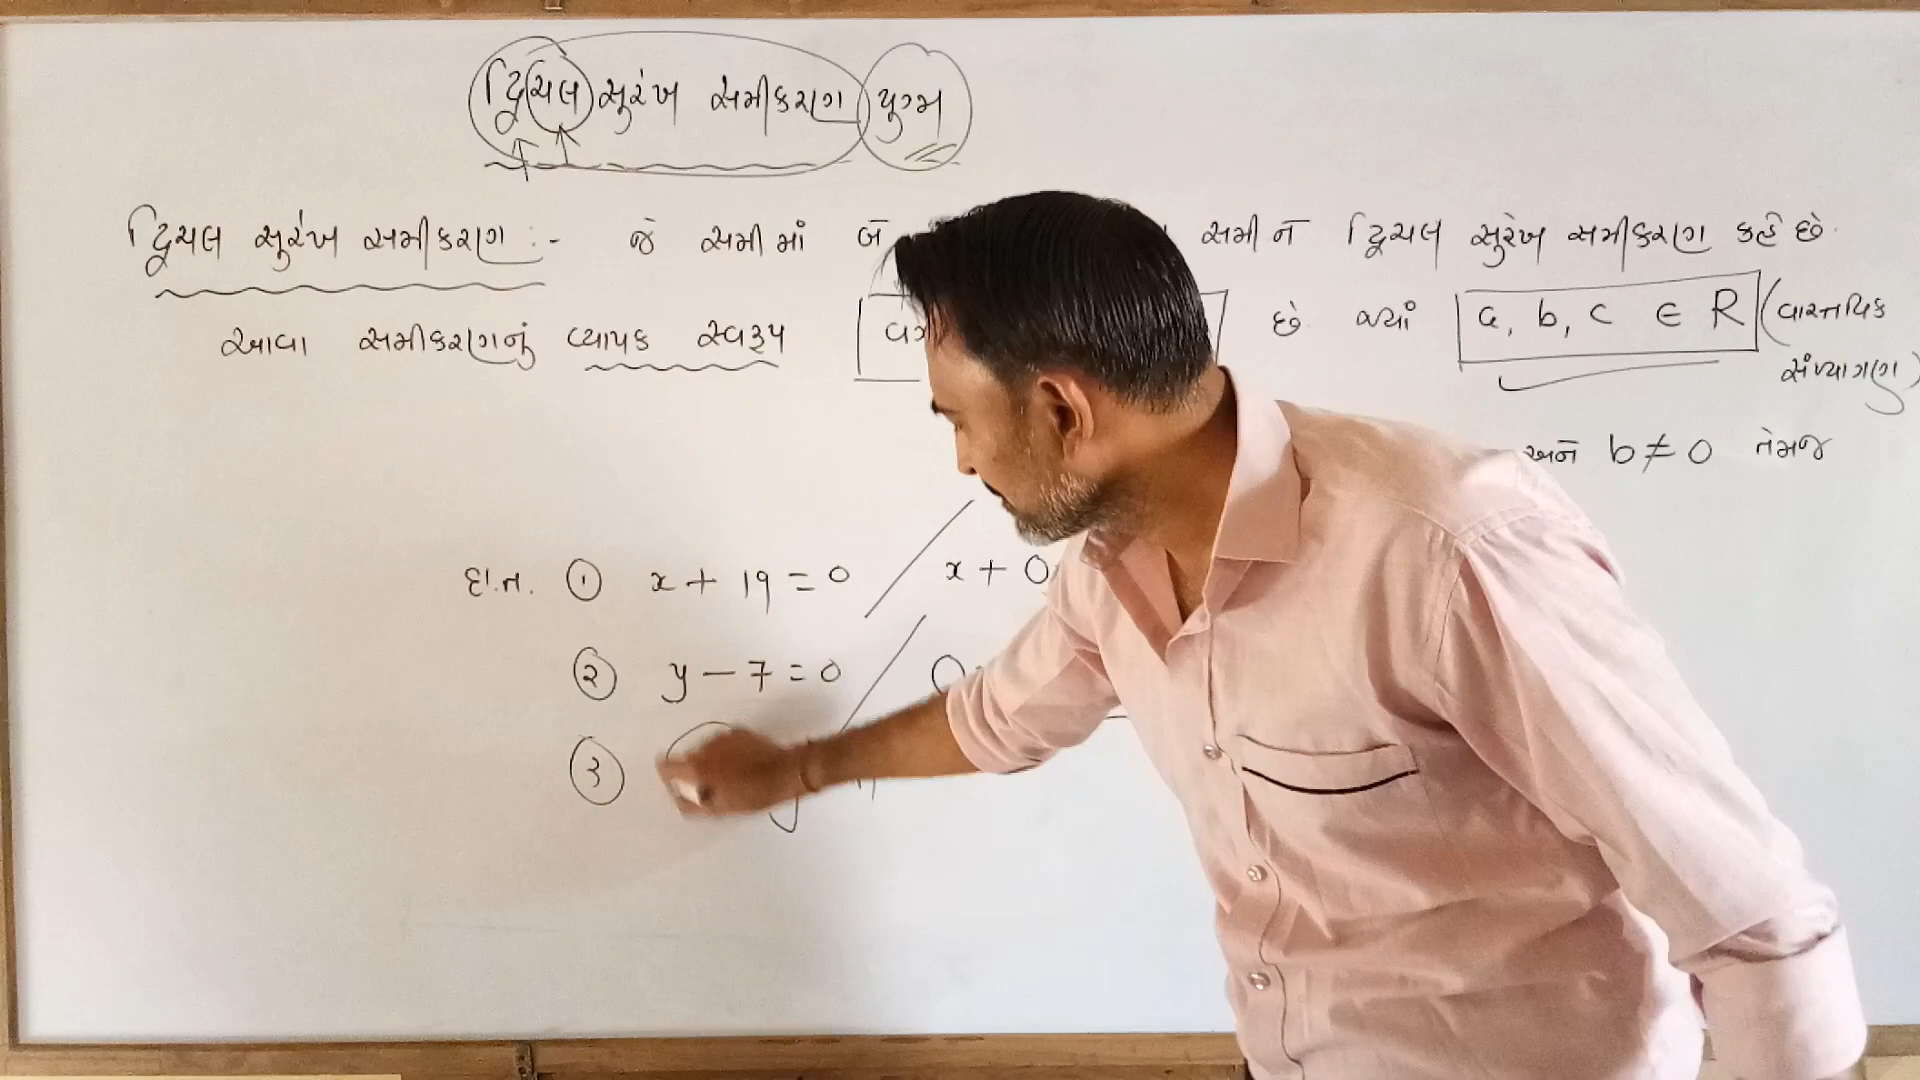 દ્વિચલ સુરેખ સમીકરણ યુગ્મ
દ્વિચલ સુરેખ સમીકરણ :- જે સમી માં બે સમી ને દ્વિચલ સુરેખ સમીકરણ કહે છે.
આવા સમીકરણનું વ્યાપક સ્વરૂપ છે. જ્યાં a, b, c ∈ R (વાસ્તવિક
સંખ્યાગણ)
અને b ≠ 0 તેમજ
દા.ત. ① x + 19 = 0 x + 0
② y - 7 = 0 0
③